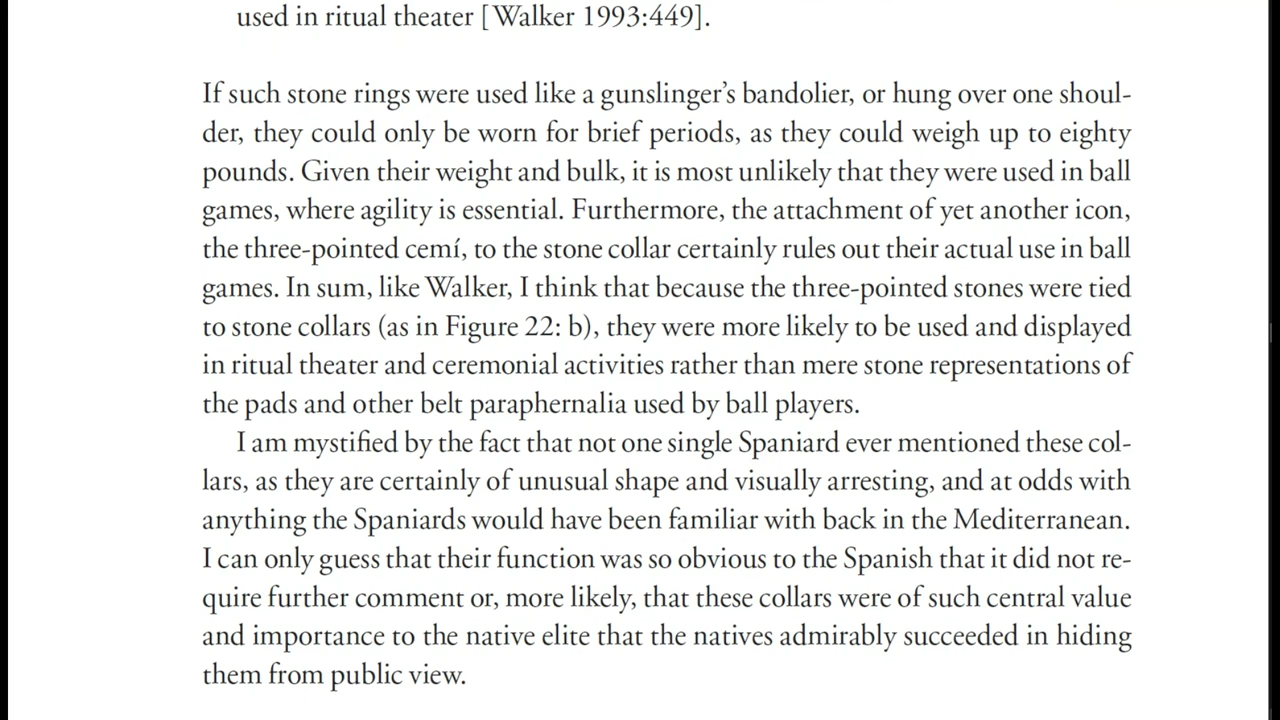 used in ritual theater [Walker 1993:449].
If such stone rings were used like a gunslinger’s bandolier, or hung over one shoul-
der, they could only be worn for brief periods, as they could weigh up to eighty
pounds. Given their weight and bulk, it is most unlikely that they were used in ball
games, where agility is essential. Furthermore, the attachment of yet another icon,
the three-pointed cemí, to the stone collar certainly rules out their actual use in ball
games. In sum, like Walker, I think that because the three-pointed stones were tied
to stone collars (as in Figure 22: b), they were more likely to be used and displayed
in ritual theater and ceremonial activities rather than mere stone representations of
the pads and other belt paraphernalia used by ball players.
I am mystified by the fact that not one single Spaniard ever mentioned these col-
lars, as they are certainly of unusual shape and visually arresting, and at odds with
anything the Spaniards would have been familiar with back in the Mediterranean.
I can only guess that their function was so obvious to the Spanish that it did not re-
quire further comment or, more likely, that these collars were of such central value
and importance to the native elite that the natives admirably succeeded in hiding
them from public view.